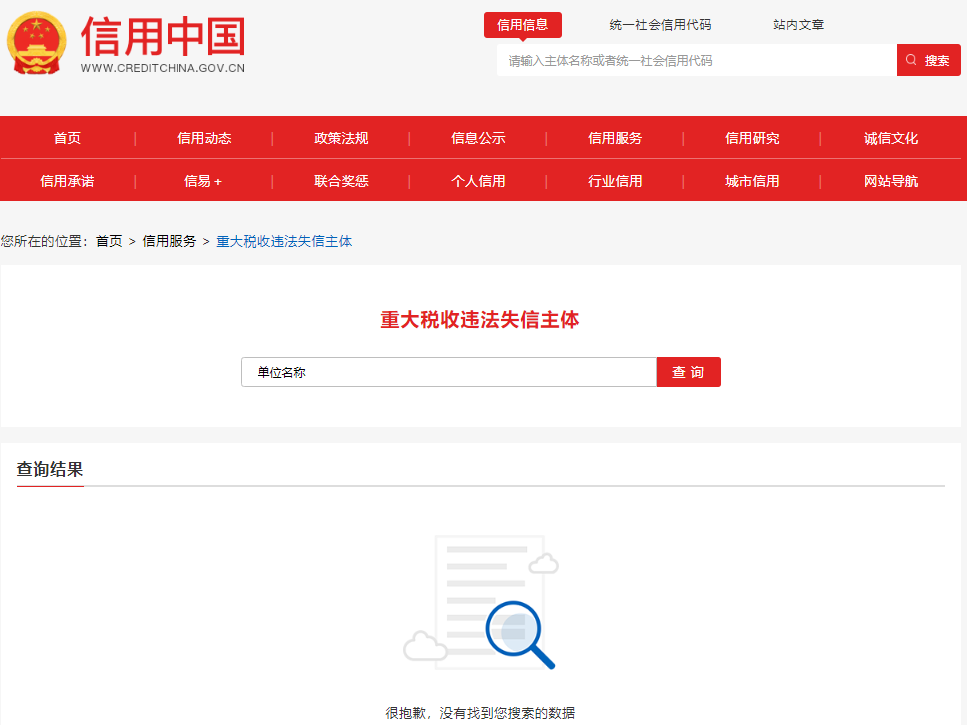 信用中国
WWW.CREDITCHINA.GOV.CN
信用信息 统一社会信用代码 站内文章
请输入主体名称或者统一社会信用代码 搜索
首页 | 信用动态 | 政策法规 | 信息公示 | 信用服务 | 信用研究 | 诚信文化
信用承诺 | 信易+ | 联合奖惩 | 个人信用 | 行业信用 | 城市信用 | 网站导航
您所在的位置：首页 > 信用服务 > 重大税收违法失信主体
重大税收违法失信主体
单位名称 查 询
查询结果
很抱歉，没有找到您搜索的数据